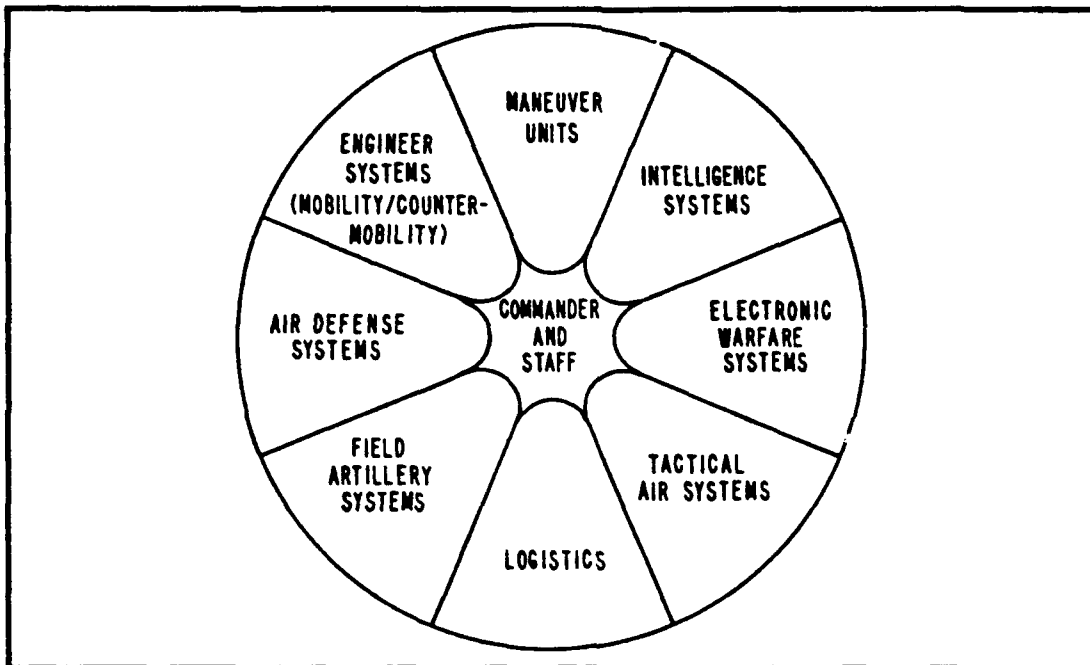 MANEUVER
UNITS
INTELLIGENCE
SYSTEMS
ELECTRONIC
WARFARE
SYSTEMS
TACTICAL
AIR SYSTEMS
LOGISTICS
FIELD
ARTILLERY
SYSTEMS
AIR DEFENSE
SYSTEMS
ENGINEER
SYSTEMS
(MOBILITY/COUNTER-
MOBILITY)
COMMANDER
AND
STAFF